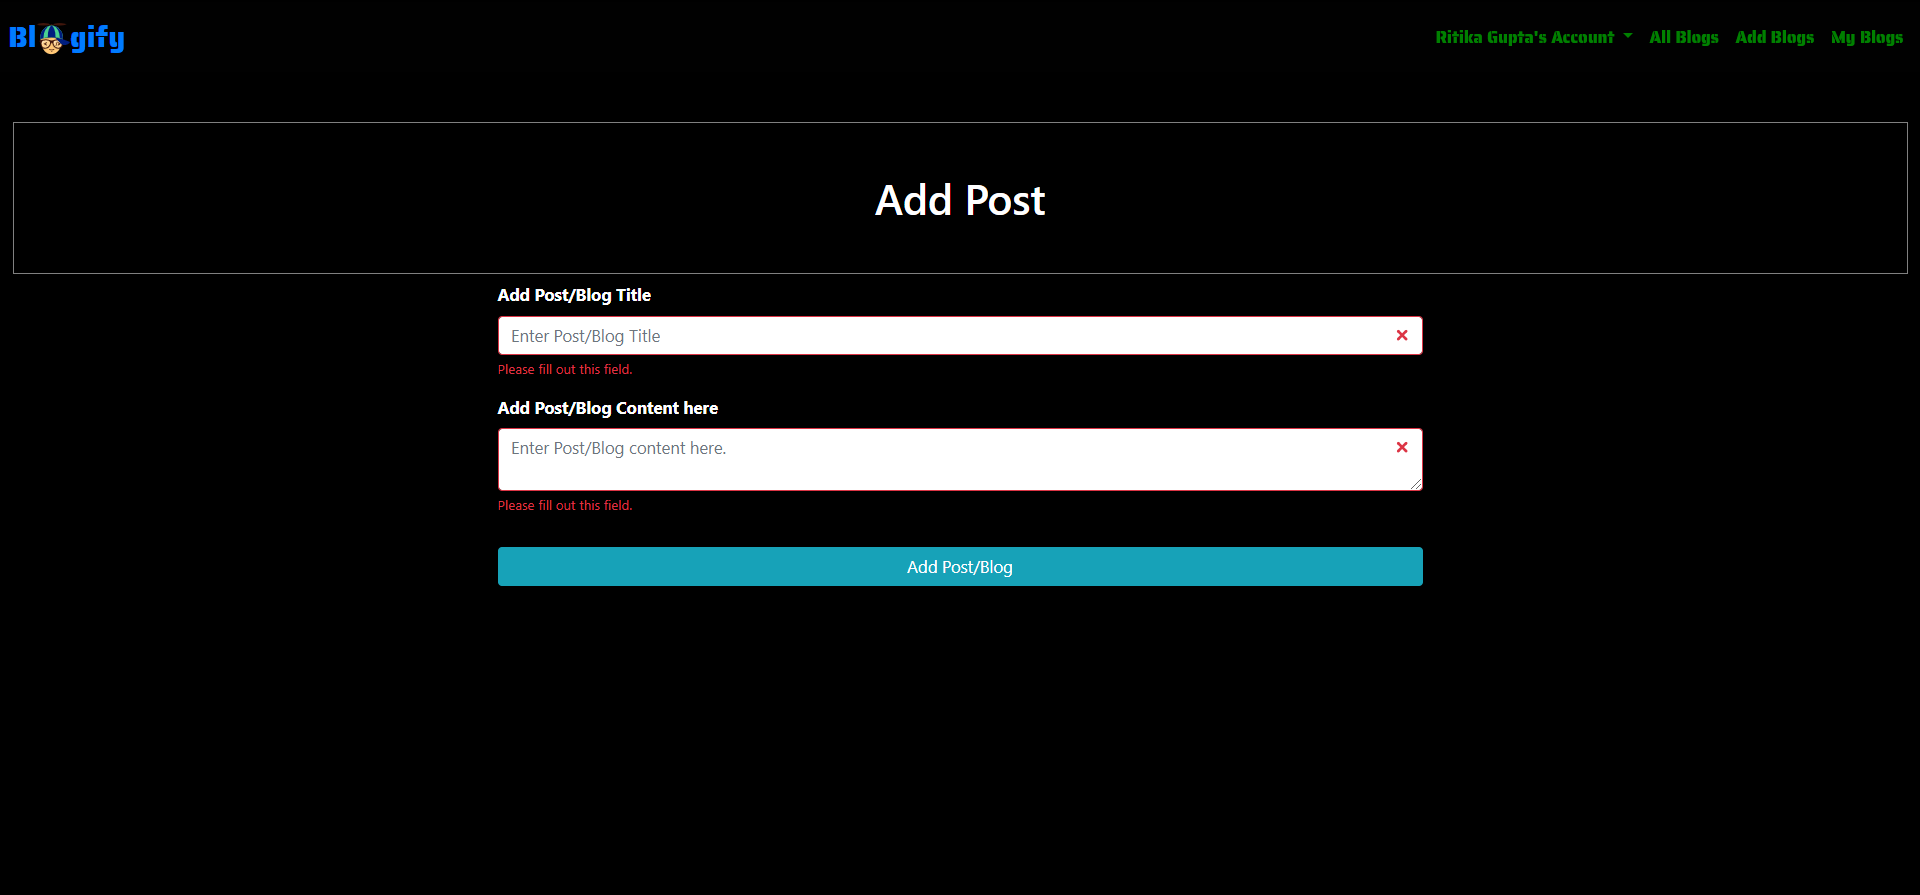 Blogify
Ritika Gupta's Account All Blogs Add Blogs My Blogs
Add Post
Add Post/Blog Title
Enter Post/Blog Title
Please fill out this field.
Add Post/Blog Content here
Enter Post/Blog content here.
Please fill out this field.
Add Post/Blog